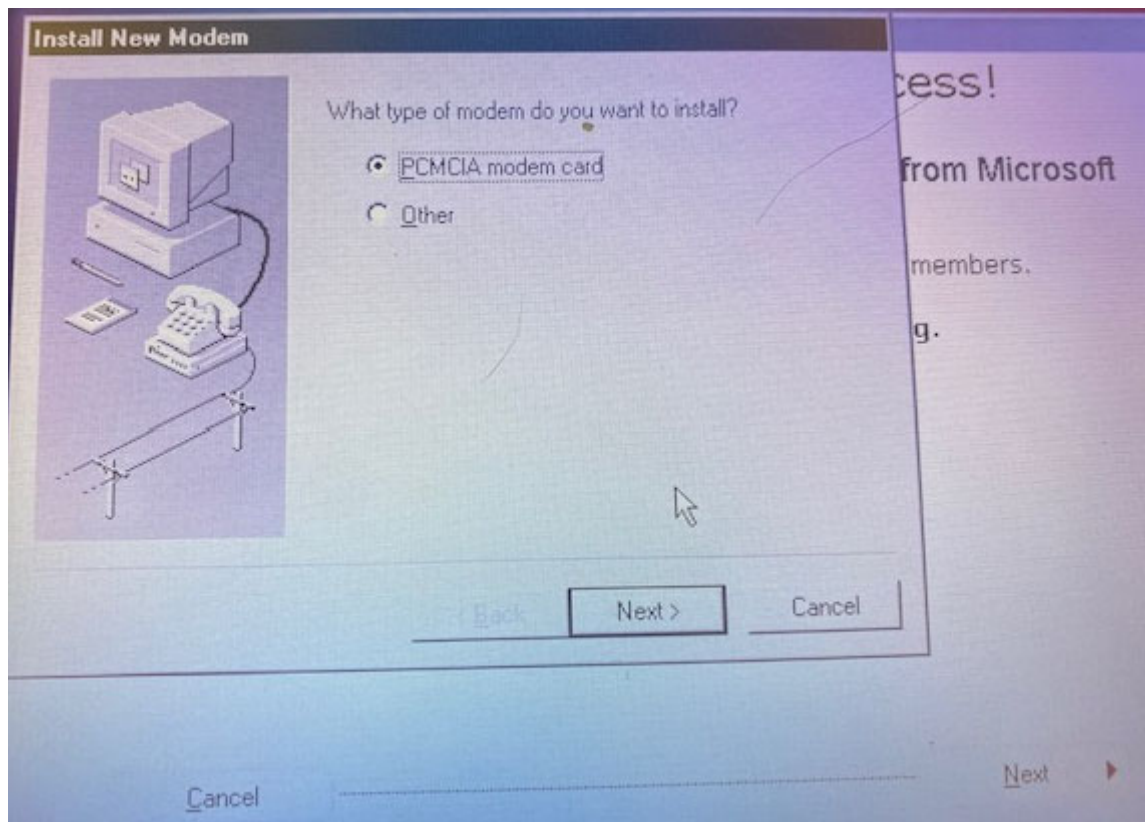 Install New Modem
What type of modem do you want to install?
PCMCIA modem card
Other
< Back
Next >
Cancel
cess!
from Microsoft
members.
g.
Cancel
Next